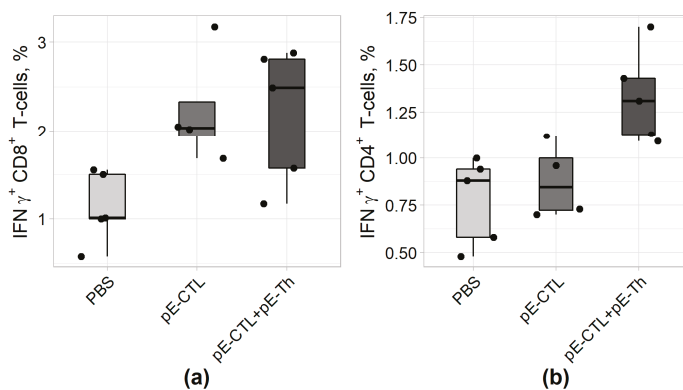 IFN γ⁺ CD8⁺ T-cells, %
3
2
1
PBS
pE-CTL
pE-CTL+pE-Th
(a)
IFN γ⁺ CD4⁺ T-cells, %
1.75
1.50
1.25
1.00
0.75
0.50
PBS
pE-CTL
pE-CTL+pE-Th
(b)